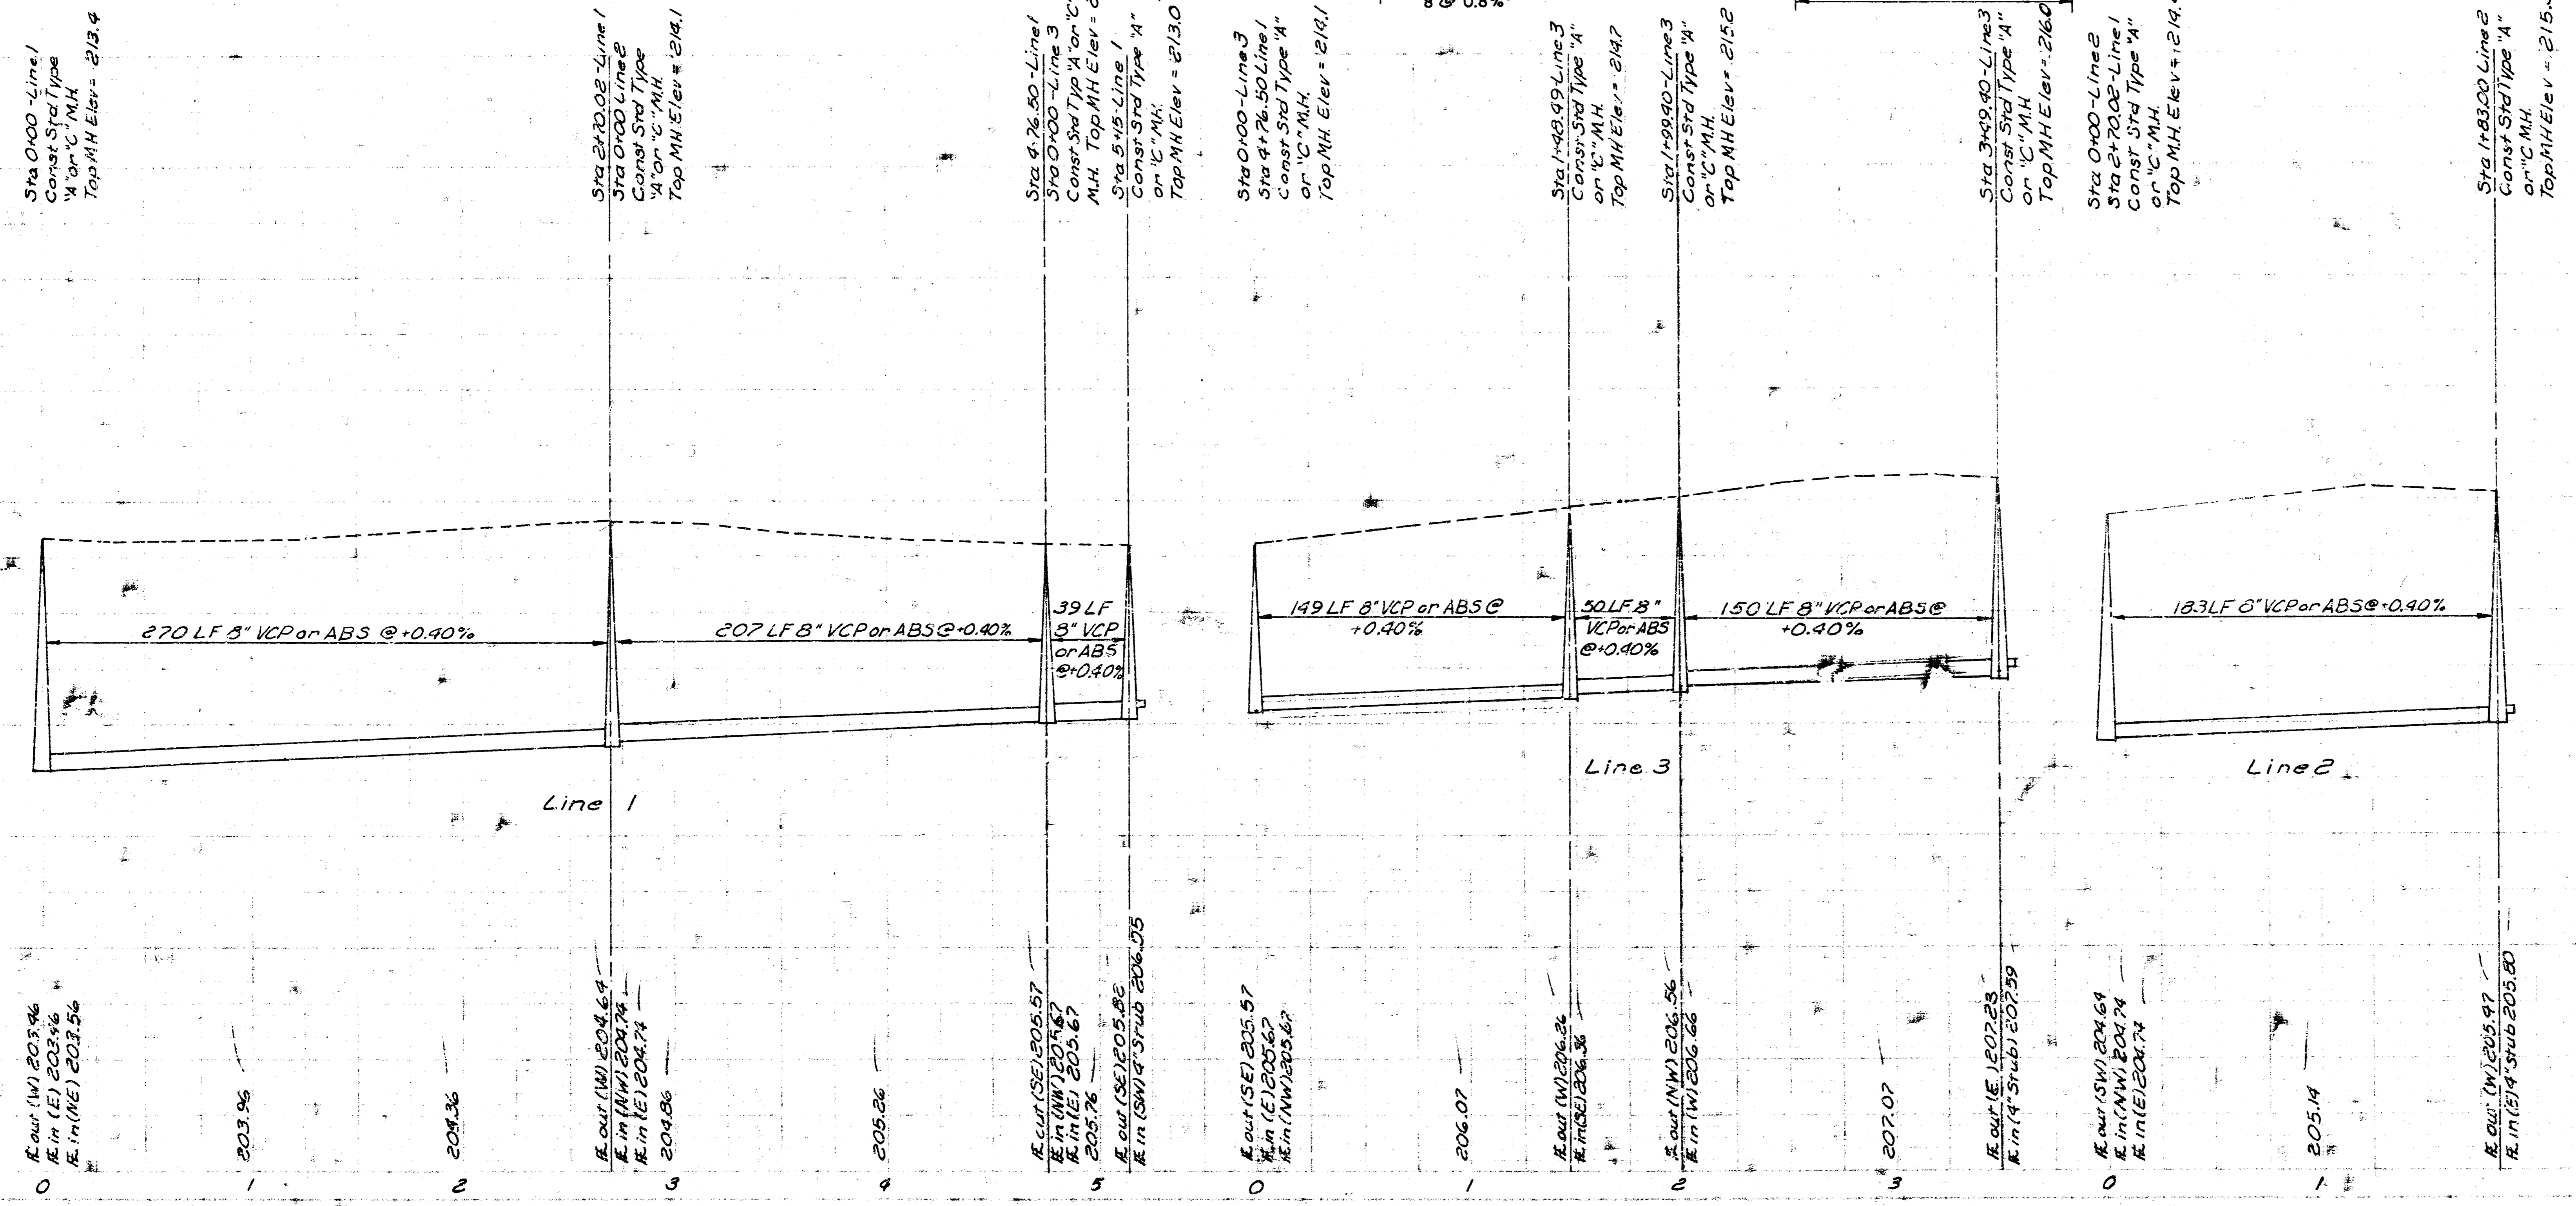 8 @ 0.8%
Sta 0+00 - Line 1
Const Std Type
"A" or "C" M.H.
Top MH Elev = 213.4
Sta 2+70.02 - Line 1
Sta 0+00 Line 2
Const Std Type
"A" or "C" M.H.
Top MH Elev = 214.1
Sta 4+76.50 - Line 1
Sta 0+00 - Line 3
Const Std Typ "A" or "C"
M.H. Top MH Elev =
Sta 5+15 - Line 1
Const Std Type "A"
or "C" M.H.
Top MH Elev = 213.0
Sta 0+00 - Line 3
Sta 4+76.50 Line 1
Const Std Type "A"
or "C" M.H.
Top M.H. Elev = 214.1
Sta 1+48.49 - Line 3
Const Std Type "A"
or "C" M.H.
Top MH Elev = 214.7
Sta 1+99.40 - Line 3
Const Std Type "A"
or "C" M.H.
Top MH Elev = 215.2
Sta 3+49.40 - Line 3
Const Std Type "A"
or "C" M.H.
Top MH Elev = 216.0
Sta 0+00 - Line 2
Sta 2+70.02 - Line 1
Const Std Type "A"
or "C" M.H.
Top M.H. Elev = 214.
Sta 1+83.00 Line 2
Const Std Type "A"
or "C" M.H.
Top MH Elev = 215.
270 LF 8" VCP or ABS @ +0.40%
207 LF 8" VCP or ABS @ +0.40%
39 LF
8" VCP
or ABS
@ +0.40%
149 LF 8" VCP or ABS @
+0.40%
50 LF 8"
VCP or ABS
@ +0.40%
150 LF 8" VCP or ABS @
+0.40%
183 LF 8" VCP or ABS @ +0.40%
Line 1
Line 3
Line 2
out (W) 203.46
in (E) 203.46
in (NE) 203.56
203.96
204.36
out (W) 204.64
in (NW) 204.74
in (E) 204.74
204.86
205.26
out (SE) 205.57
in (NW) 205.67
in (E) 205.67
205.76
out (SE) 205.82
in (SW) 4" Stub 206.05
out (SE) 205.57
in (E) 205.67
in (NW) 205.67
206.07
out (W) 206.26
in (SE) 206.36
out (NW) 206.56
in (W) 206.66
207.07
out (E) 207.23
in (4" Stub) 207.59
out (SW) 204.64
in (NW) 204.74
in (E) 204.74
205.14
out (W) 205.47
in (E) 4" Stub 205.80
0 1 2 3 4 5 0 1 2 3 0 1